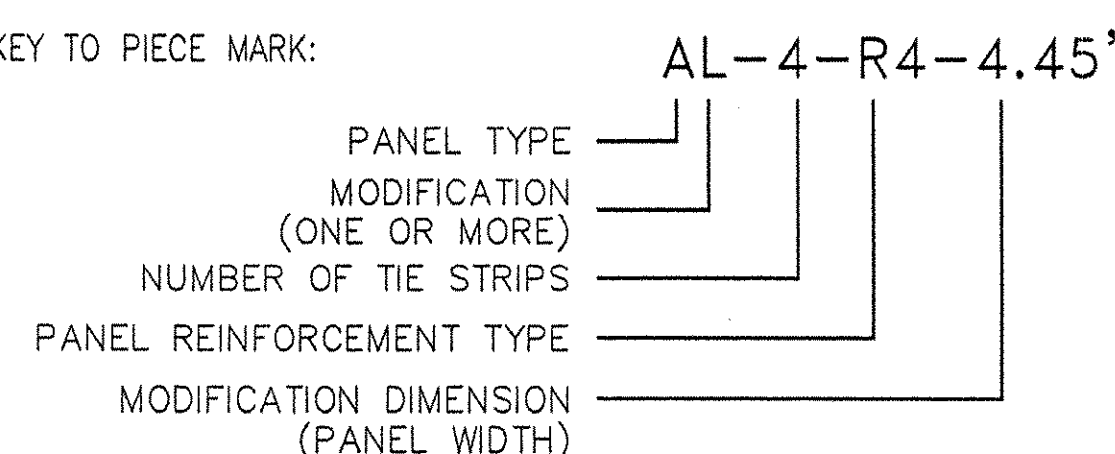 KEY TO PIECE MARK:
AL-4-R4-4.45'
PANEL TYPE
MODIFICATION
(ONE OR MORE)
NUMBER OF TIE STRIPS
PANEL REINFORCEMENT TYPE
MODIFICATION DIMENSION
(PANEL WIDTH)